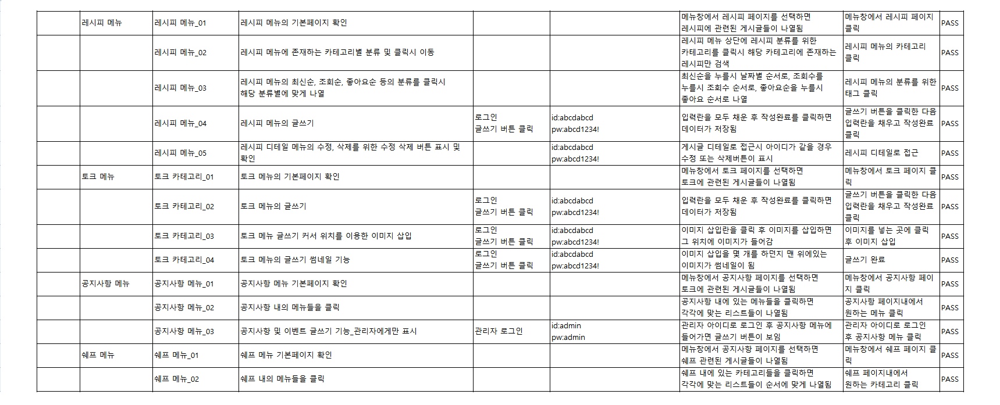 레시피 메뉴
레시피 메뉴_01
레시피 메뉴의 기본페이지 확인
메뉴창에서 레시피 페이지를 선택하면
레시피에 관련된 게시글들이 나열됨
메뉴창에서 레시피 페이지
클릭
PASS
레시피 메뉴_02
레시피 메뉴에 존재하는 카테고리별 분류 및 클릭시 이동
레시피 메뉴 상단에 레시피 분류를 위한
카테고리를 클릭시 해당 카테고리에 존재하는
레시피만 검색
레시피 메뉴의 카테고리
클릭
PASS
레시피 메뉴_03
레시피 메뉴의 최신순, 조회순, 좋아요순 등의 분류를 클릭시
해당 분류별에 맞게 나열
최신순을 누를시 날짜별 순서로, 조회수를
누를시 조회수 순서로, 좋아요순을 누를시
좋아요 순서로 나열
레시피 메뉴의 분류를 위한
태그 클릭
PASS
레시피 메뉴_04
레시피 메뉴의 글쓰기
로그인
글쓰기 버튼 클릭
id:abcdabcd
pw:abcd1234!
입력란을 모두 채운 후 작성완료를 클릭하면
데이터가 저장됨
글쓰기 버튼을 클릭한 다음
입력란을 채우고 작성완료
클릭
PASS
레시피 메뉴_05
레시피 디테일 메뉴의 수정, 삭제를 위한 수정 삭제 버튼 표시 및
확인
id:abcdabcd
pw:abcd1234!
게시글 디테일로 접근시 아이디가 같을 경우
수정 또는 삭제버튼이 표시
레시피 디테일로 접근
PASS
토크 메뉴
토크 카테고리_01
토크 메뉴의 기본페이지 확인
메뉴창에서 토크 페이지를 선택하면
토크에 관련된 게시글들이 나열됨
메뉴창에서 토크 페이지 클
릭
PASS
토크 카테고리_02
토크 메뉴의 글쓰기
로그인
글쓰기 버튼 클릭
id:abcdabcd
pw:abcd1234!
입력란을 모두 채운 후 작성완료를 클릭하면
데이터가 저장됨
글쓰기 버튼을 클릭한 다음
입력란을 채우고 작성완료
클릭
PASS
토크 카테고리_03
토크 메뉴 글쓰기 커서 위치를 이용한 이미지 삽입
로그인
글쓰기 버튼 클릭
id:abcdabcd
pw:abcd1234!
이미지 삽입란을 클릭 후 이미지를 삽입하면
그 위치에 이미지가 들어감
이미지를 넣는 곳에 클릭
후 이미지 삽입
PASS
토크 카테고리_04
토크 메뉴의 글쓰기 썸네일 기능
로그인
글쓰기 버튼 클릭
id:abcdabcd
pw:abcd1234!
이미지 삽입을 몇 개를 하던지 맨 위에있는
이미지가 썸네일이 됨
글쓰기 완료
PASS
공지사항 메뉴
공지사항 메뉴_01
공지사항 메뉴 기본페이지 확인
메뉴창에서 공지사항 페이지를 선택하면
토크에 관련된 게시글들이 나열됨
메뉴창에서 공지사항 페이
지 클릭
PASS
공지사항 메뉴_02
공지사항 내의 메뉴들을 클릭
공지사항 내에 있는 메뉴들을 클릭하면
각각에 맞는 리스트들이 나열됨
공지사항 페이지내에서
원하는 메뉴 클릭
PASS
공지사항 메뉴_03
공지사항 및 이벤트 글쓰기 기능_관리자에게만 표시
관리자 로그인
id:admin
pw:admin
관리자 아이디로 로그인 후 공지사항 메뉴에
들어가면 글쓰기 버튼이 보임
관리자 아이디로 로그인
후 공지사항 메뉴 클릭
PASS
쉐프 메뉴
쉐프 메뉴_01
쉐프 메뉴 기본페이지 확인
메뉴창에서 공지사항 페이지를 선택하면
쉐프 관련된 게시글들이 나열됨
메뉴창에서 쉐프 페이지 클
릭
PASS
쉐프 메뉴_02
쉐프 내의 메뉴들을 클릭
쉐프 내에 있는 카테고리들을 클릭하면
각각에 맞는 리스트들이 순서에 맞게 나열됨
쉐프 페이지내에서
원하는 카테고리 클릭
PASS